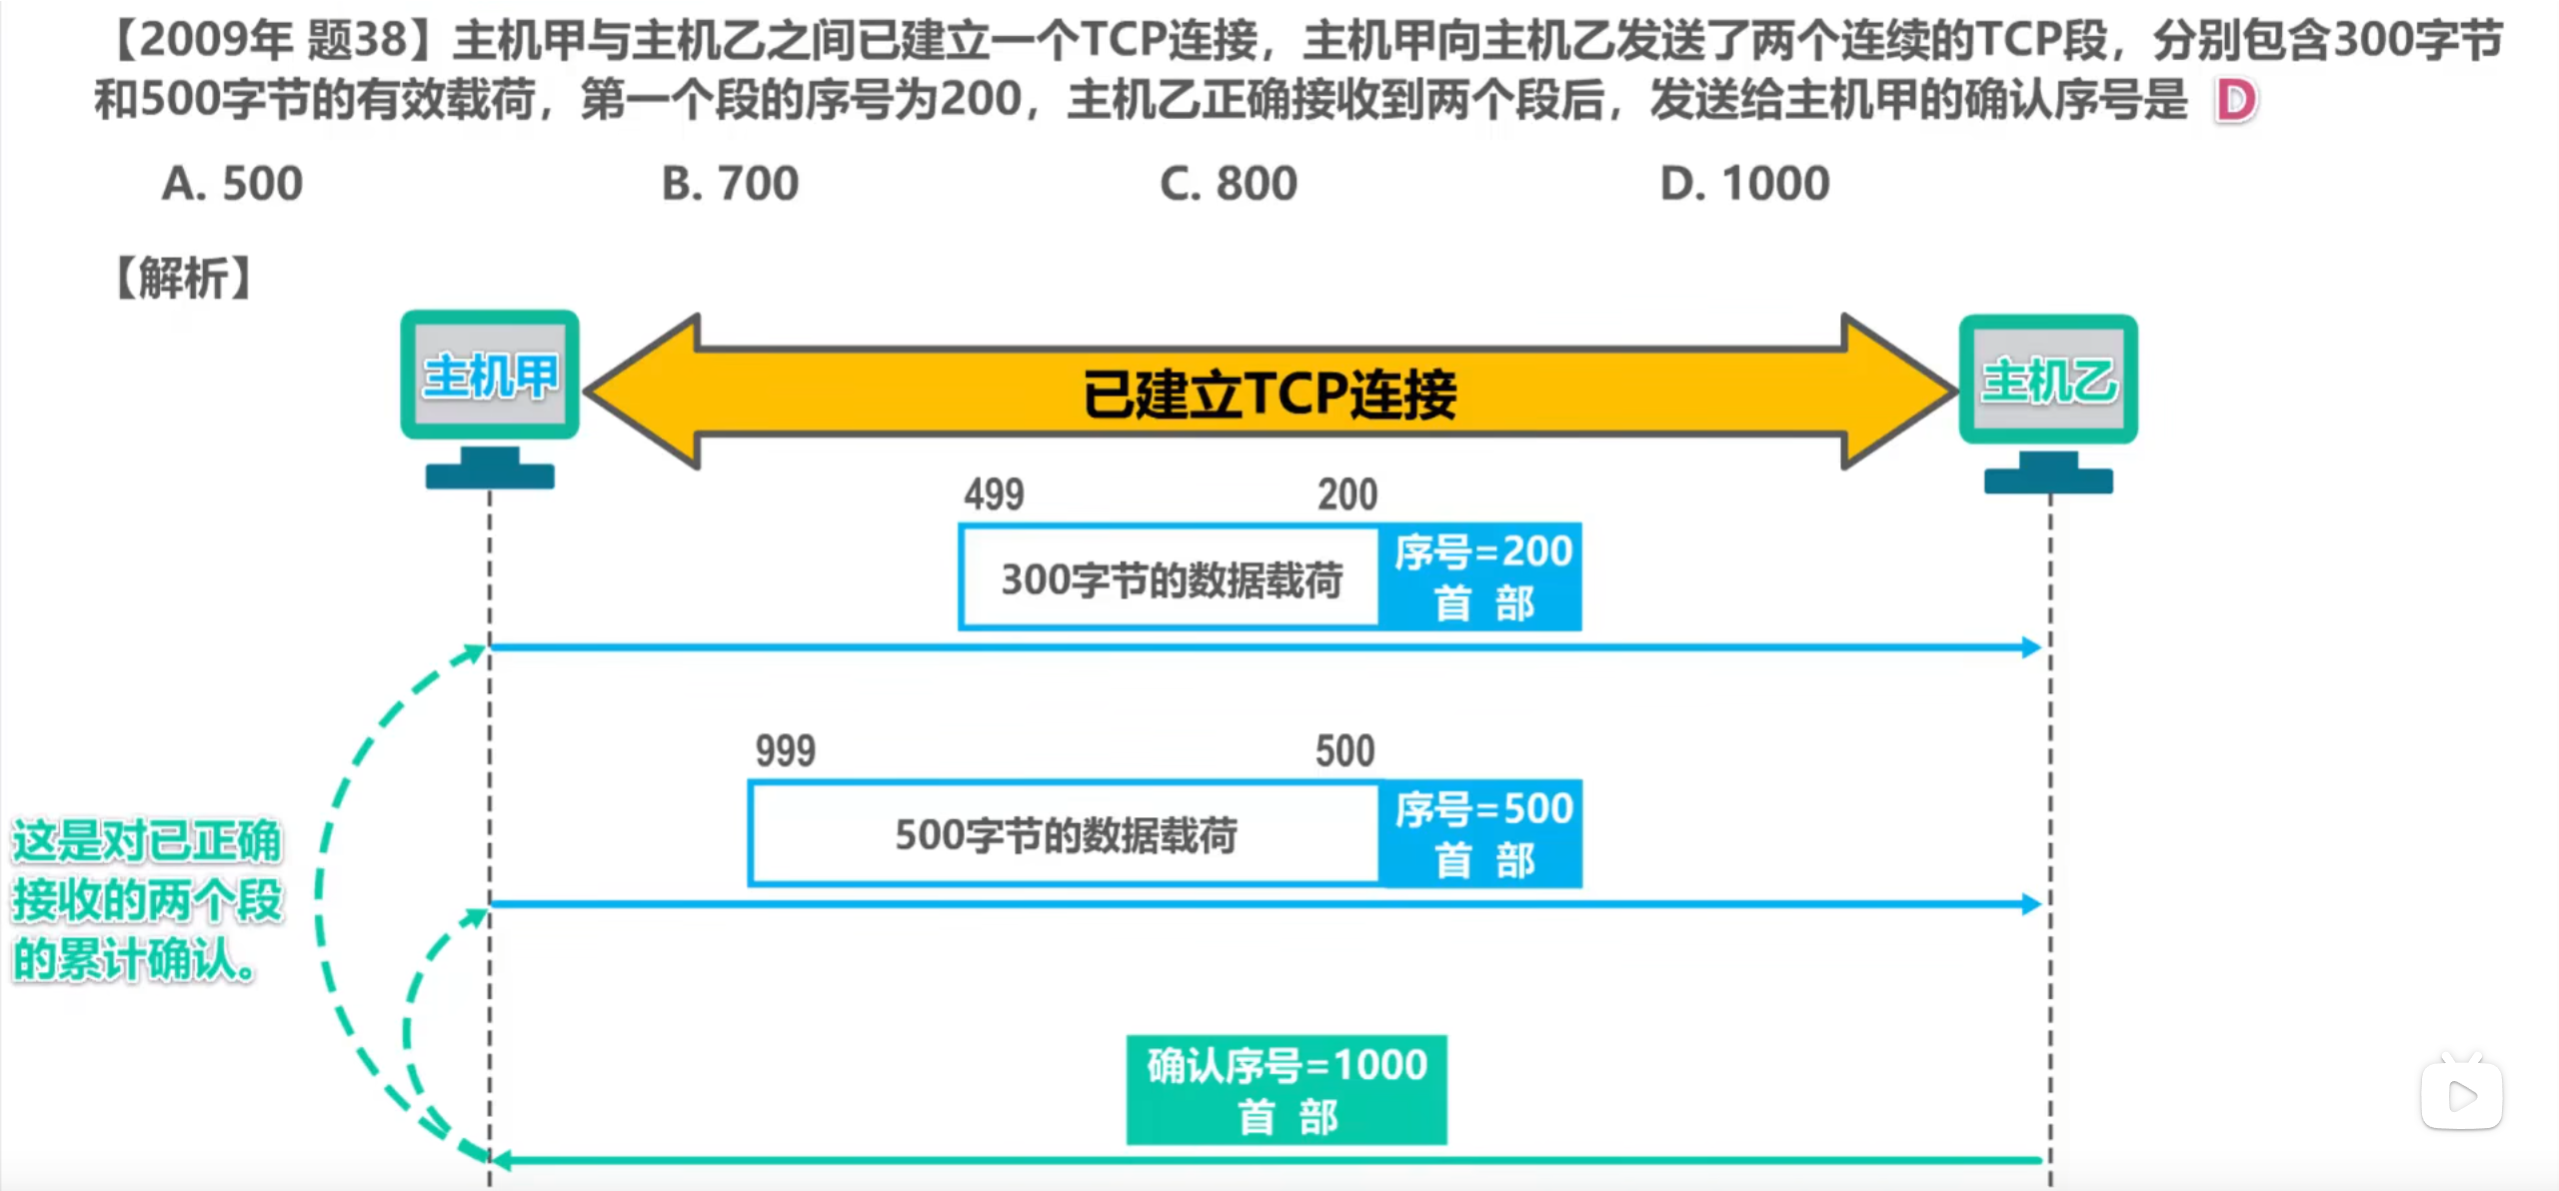 【2009年 题38】主机甲与主机乙之间已建立一个TCP连接，主机甲向主机乙发送了两个连续的TCP段，分别包含300字节
和500字节的有效载荷，第一个段的序号为200，主机乙正确接收到两个段后，发送给主机甲的确认序号是 D
A. 500 B. 700 C. 800 D. 1000
【解析】
主机甲
已建立TCP连接
主机乙
499 200
300字节的数据载荷
序号=200
首 部
999 500
500字节的数据载荷
序号=500
首 部
这是对已正确
接收的两个段
的累计确认。
确认序号=1000
首 部